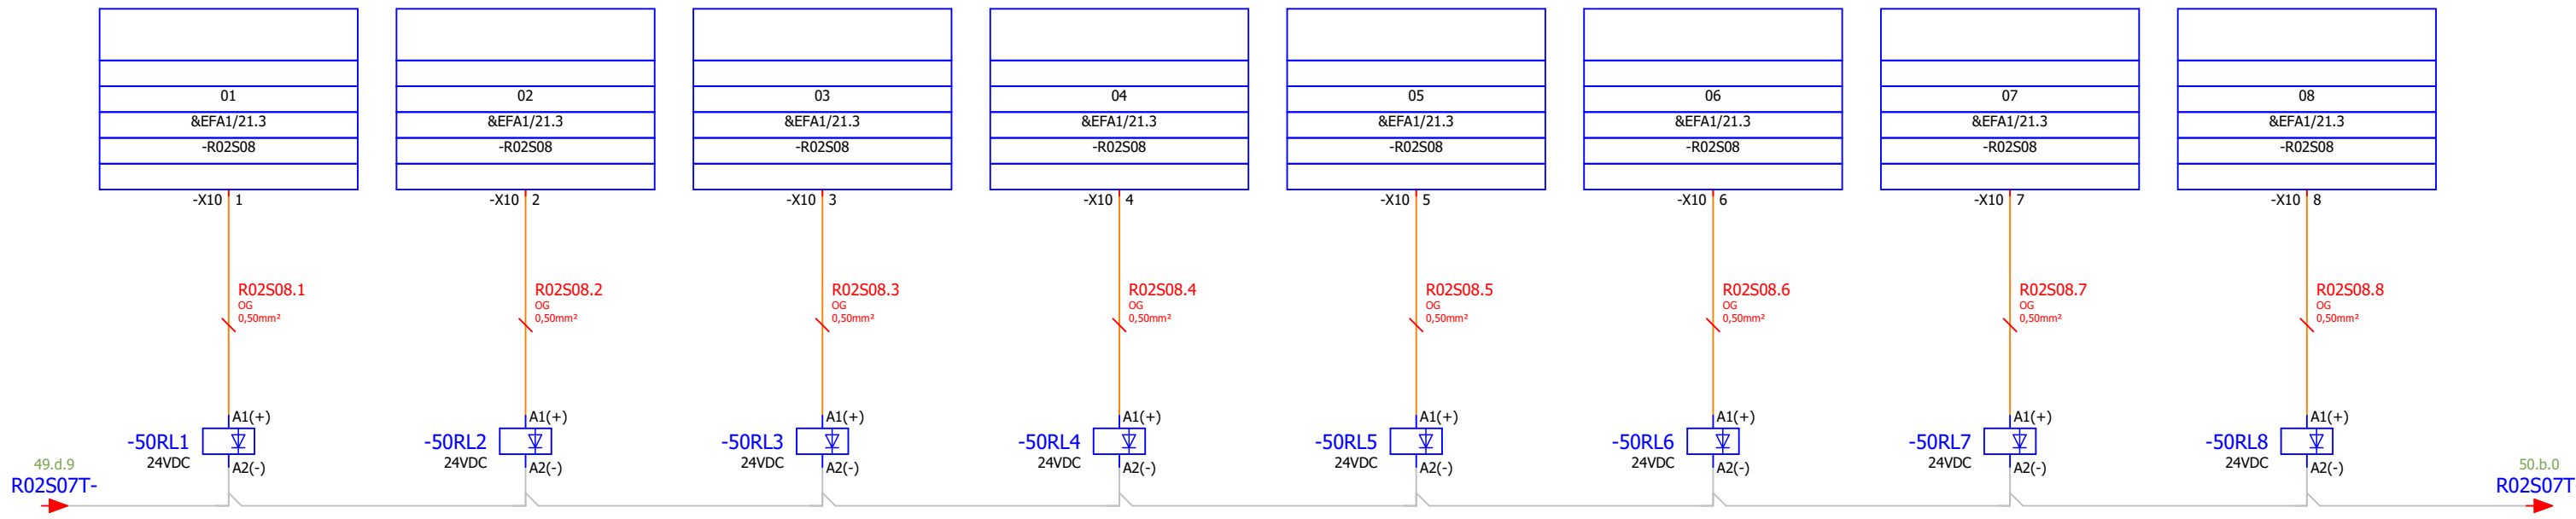 01 02 03 04 05 06 07 08
&EFA1/21.3 &EFA1/21.3 &EFA1/21.3 &EFA1/21.3 &EFA1/21.3 &EFA1/21.3 &EFA1/21.3 &EFA1/21.3
-R02S08 -R02S08 -R02S08 -R02S08 -R02S08 -R02S08 -R02S08 -R02S08
-X10 1 -X10 2 -X10 3 -X10 4 -X10 5 -X10 6 -X10 7 -X10 8
R02S08.1 R02S08.2 R02S08.3 R02S08.4 R02S08.5 R02S08.6 R02S08.7 R02S08.8
OG OG OG OG OG OG OG OG
0,50mm² 0,50mm² 0,50mm² 0,50mm² 0,50mm² 0,50mm² 0,50mm² 0,50mm²
A1(+) A1(+) A1(+) A1(+) A1(+) A1(+) A1(+) A1(+)
-50RL1 -50RL2 -50RL3 -50RL4 -50RL5 -50RL6 -50RL7 -50RL8
24VDC 24VDC 24VDC 24VDC 24VDC 24VDC 24VDC 24VDC
49.d.9 A2(-) A2(-) A2(-) A2(-) A2(-) A2(-) A2(-) A2(-) 50.b.0
R02S07T- R02S07T